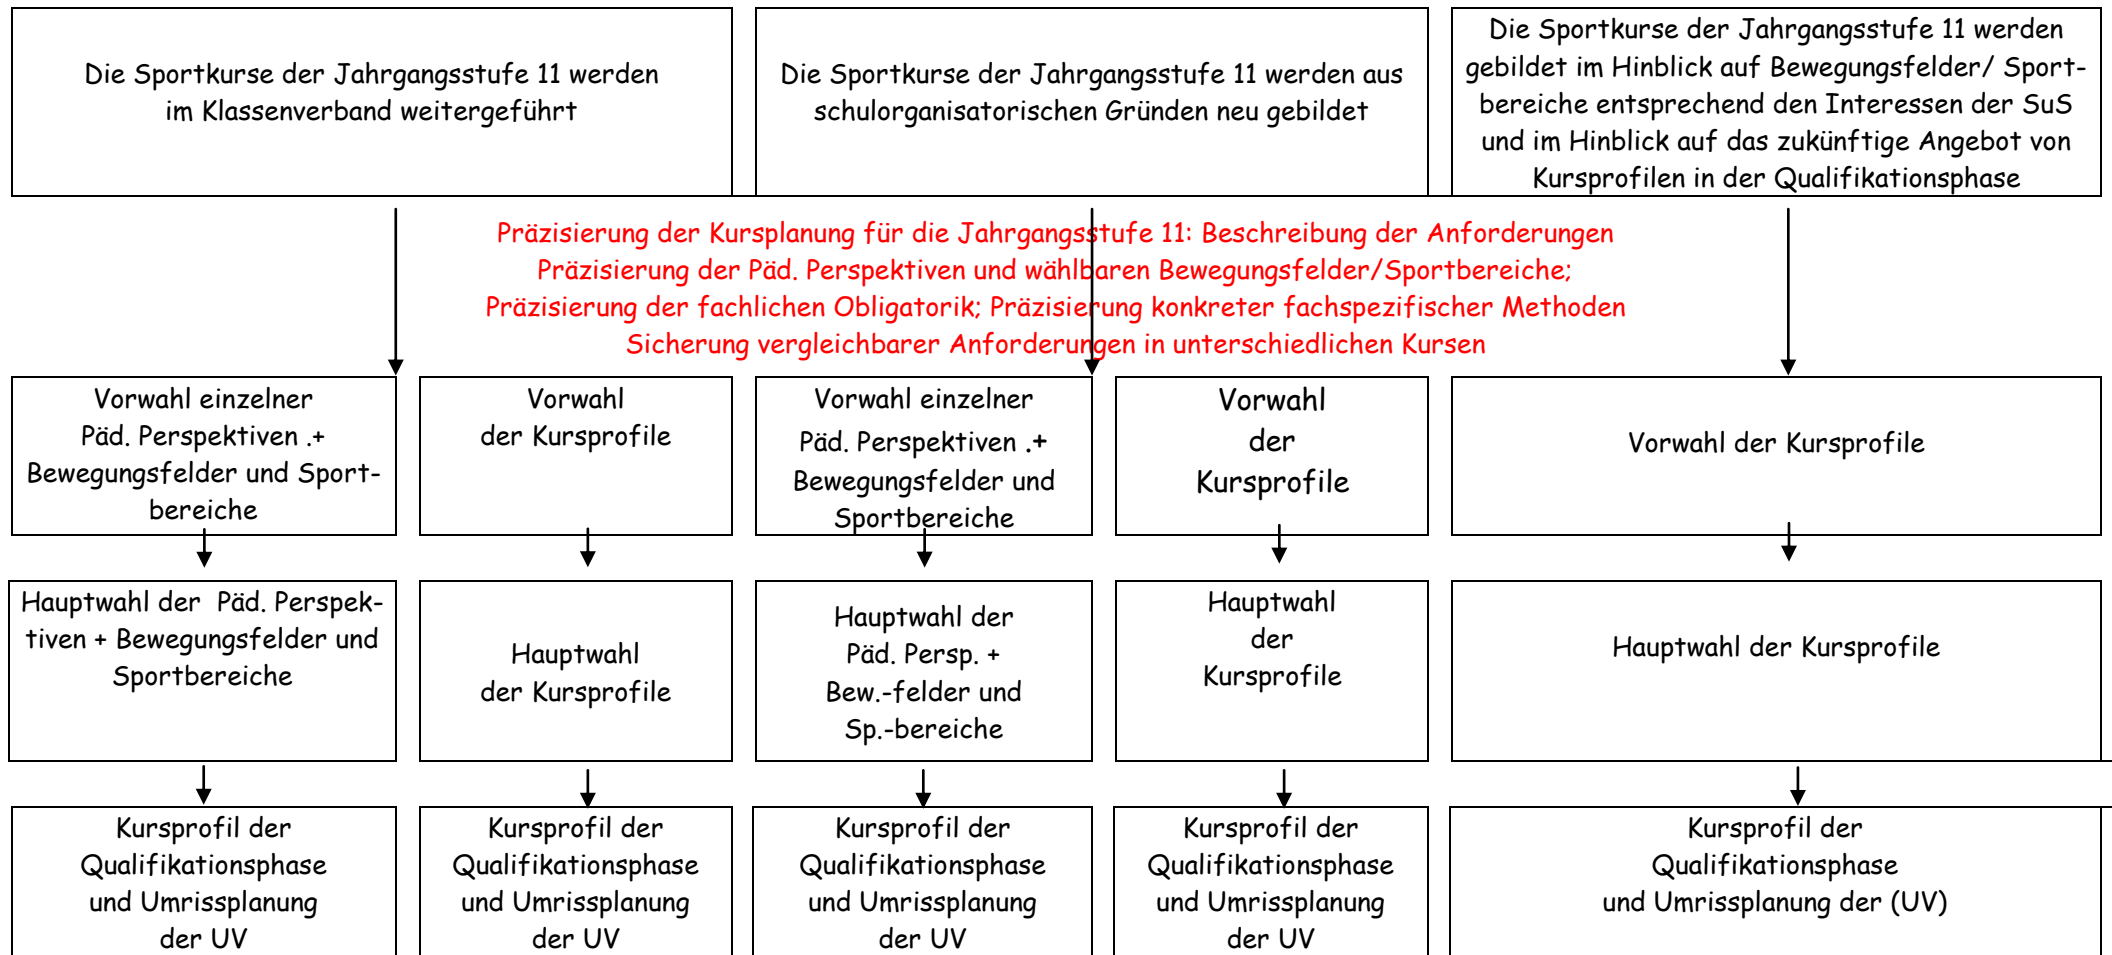 Die Sportkurse der Jahrgangsstufe 11 werden
im Klassenverband weitergeführt
Die Sportkurse der Jahrgangsstufe 11 werden aus
schulorganisatorischen Gründen neu gebildet
Die Sportkurse der Jahrgangsstufe 11 werden
gebildet im Hinblick auf Bewegungsfelder/ Sport-
bereiche entsprechend den Interessen der SuS
und im Hinblick auf das zukünftige Angebot von
Kursprofilen in der Qualifikationsphase
Präzisierung der Kursplanung für die Jahrgangsstufe 11: Beschreibung der Anforderungen
Präzisierung der Päd. Perspektiven und wählbaren Bewegungsfelder/Sportbereiche;
Präzisierung der fachlichen Obligatorik; Präzisierung konkreter fachspezifischer Methoden
Sicherung vergleichbarer Anforderungen in unterschiedlichen Kursen
Vorwahl einzelner
Päd. Perspektiven .+
Bewegungsfelder und Sport-
bereiche
Vorwahl
der Kursprofile
Vorwahl einzelner
Päd. Perspektiven .+
Bewegungsfelder und
Sportbereiche
Vorwahl
der
Kursprofile
Vorwahl der Kursprofile
Hauptwahl der Päd. Perspek-
tiven + Bewegungsfelder und
Sportbereiche
Hauptwahl
der Kursprofile
Hauptwahl der
Päd. Persp. +
Bew.-felder und
Sp.-bereiche
Hauptwahl
der
Kursprofile
Hauptwahl der Kursprofile
Kursprofil der
Qualifikationsphase
und Umrissplanung
der UV
Kursprofil der
Qualifikationsphase
und Umrissplanung
der UV
Kursprofil der
Qualifikationsphase
und Umrissplanung
der UV
Kursprofil der
Qualifikationsphase
und Umrissplanung
der UV
Kursprofil der
Qualifikationsphase
und Umrissplanung der (UV)